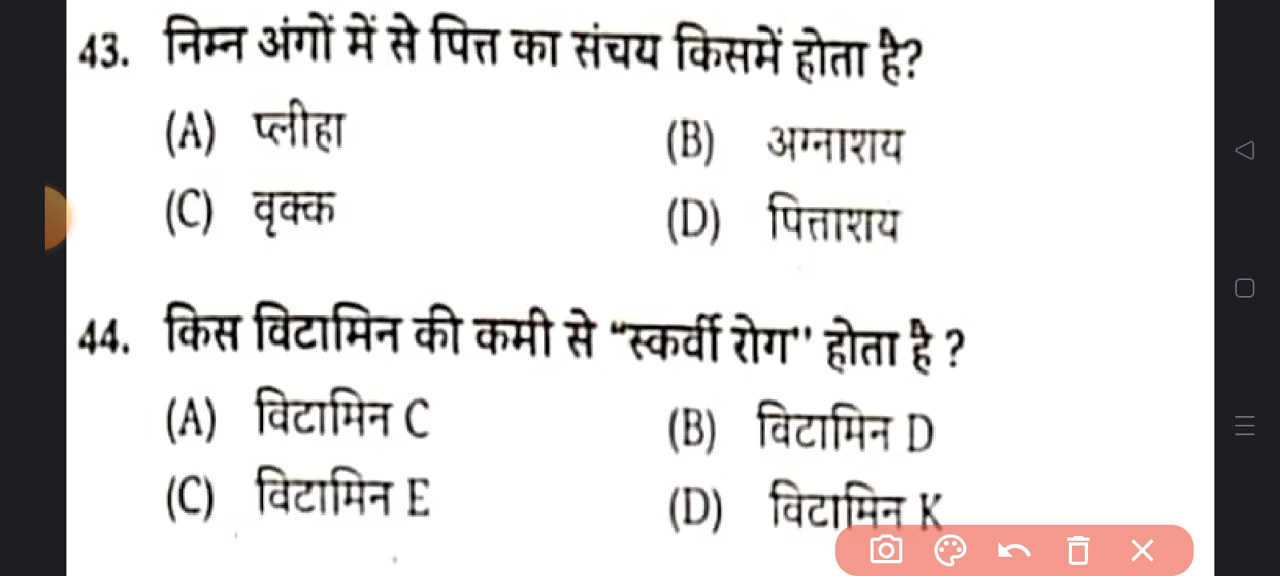 43. निम्न अंगों में से पित्त का संचय किसमें होता है?
(A) प्लीहा (B) अग्नाशय
(C) वृक्क (D) पित्ताशय
44. किस विटामिन की कमी से "स्कर्वी रोग'' होता है ?
(A) विटामिन C (B) विटामिन D
(C) विटामिन E (D) विटामिन K